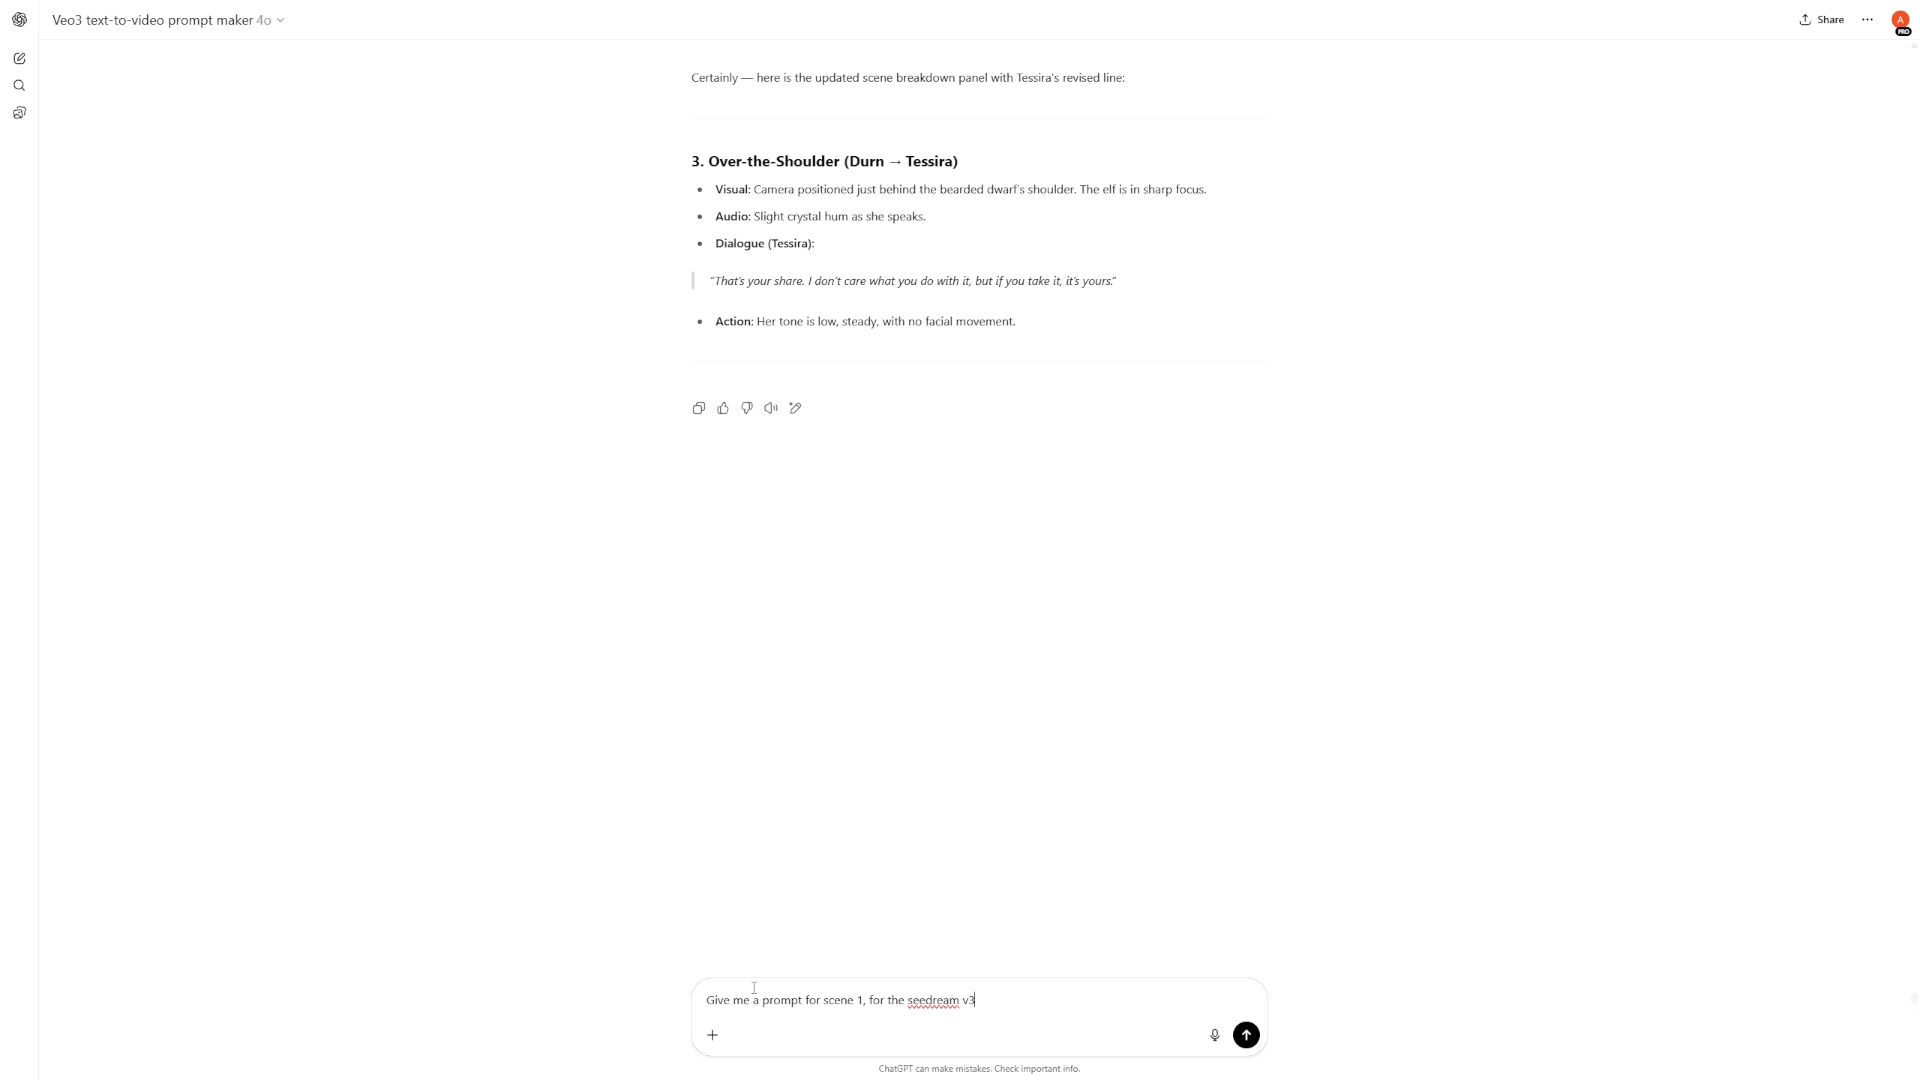 Veo3 text-to-video prompt maker 4o
Share
A
PRO
Certainly — here is the updated scene breakdown panel with Tessira's revised line:
3. Over-the-Shoulder (Durn → Tessira)
• Visual: Camera positioned just behind the bearded dwarf's shoulder. The elf is in sharp focus.
• Audio: Slight crystal hum as she speaks.
• Dialogue (Tessira):
“That’s your share. I don’t care what you do with it, but if you take it, it’s yours.”
• Action: Her tone is low, steady, with no facial movement.
Give me a prompt for scene 1, for the seedream v3
ChatGPT can make mistakes. Check important info.